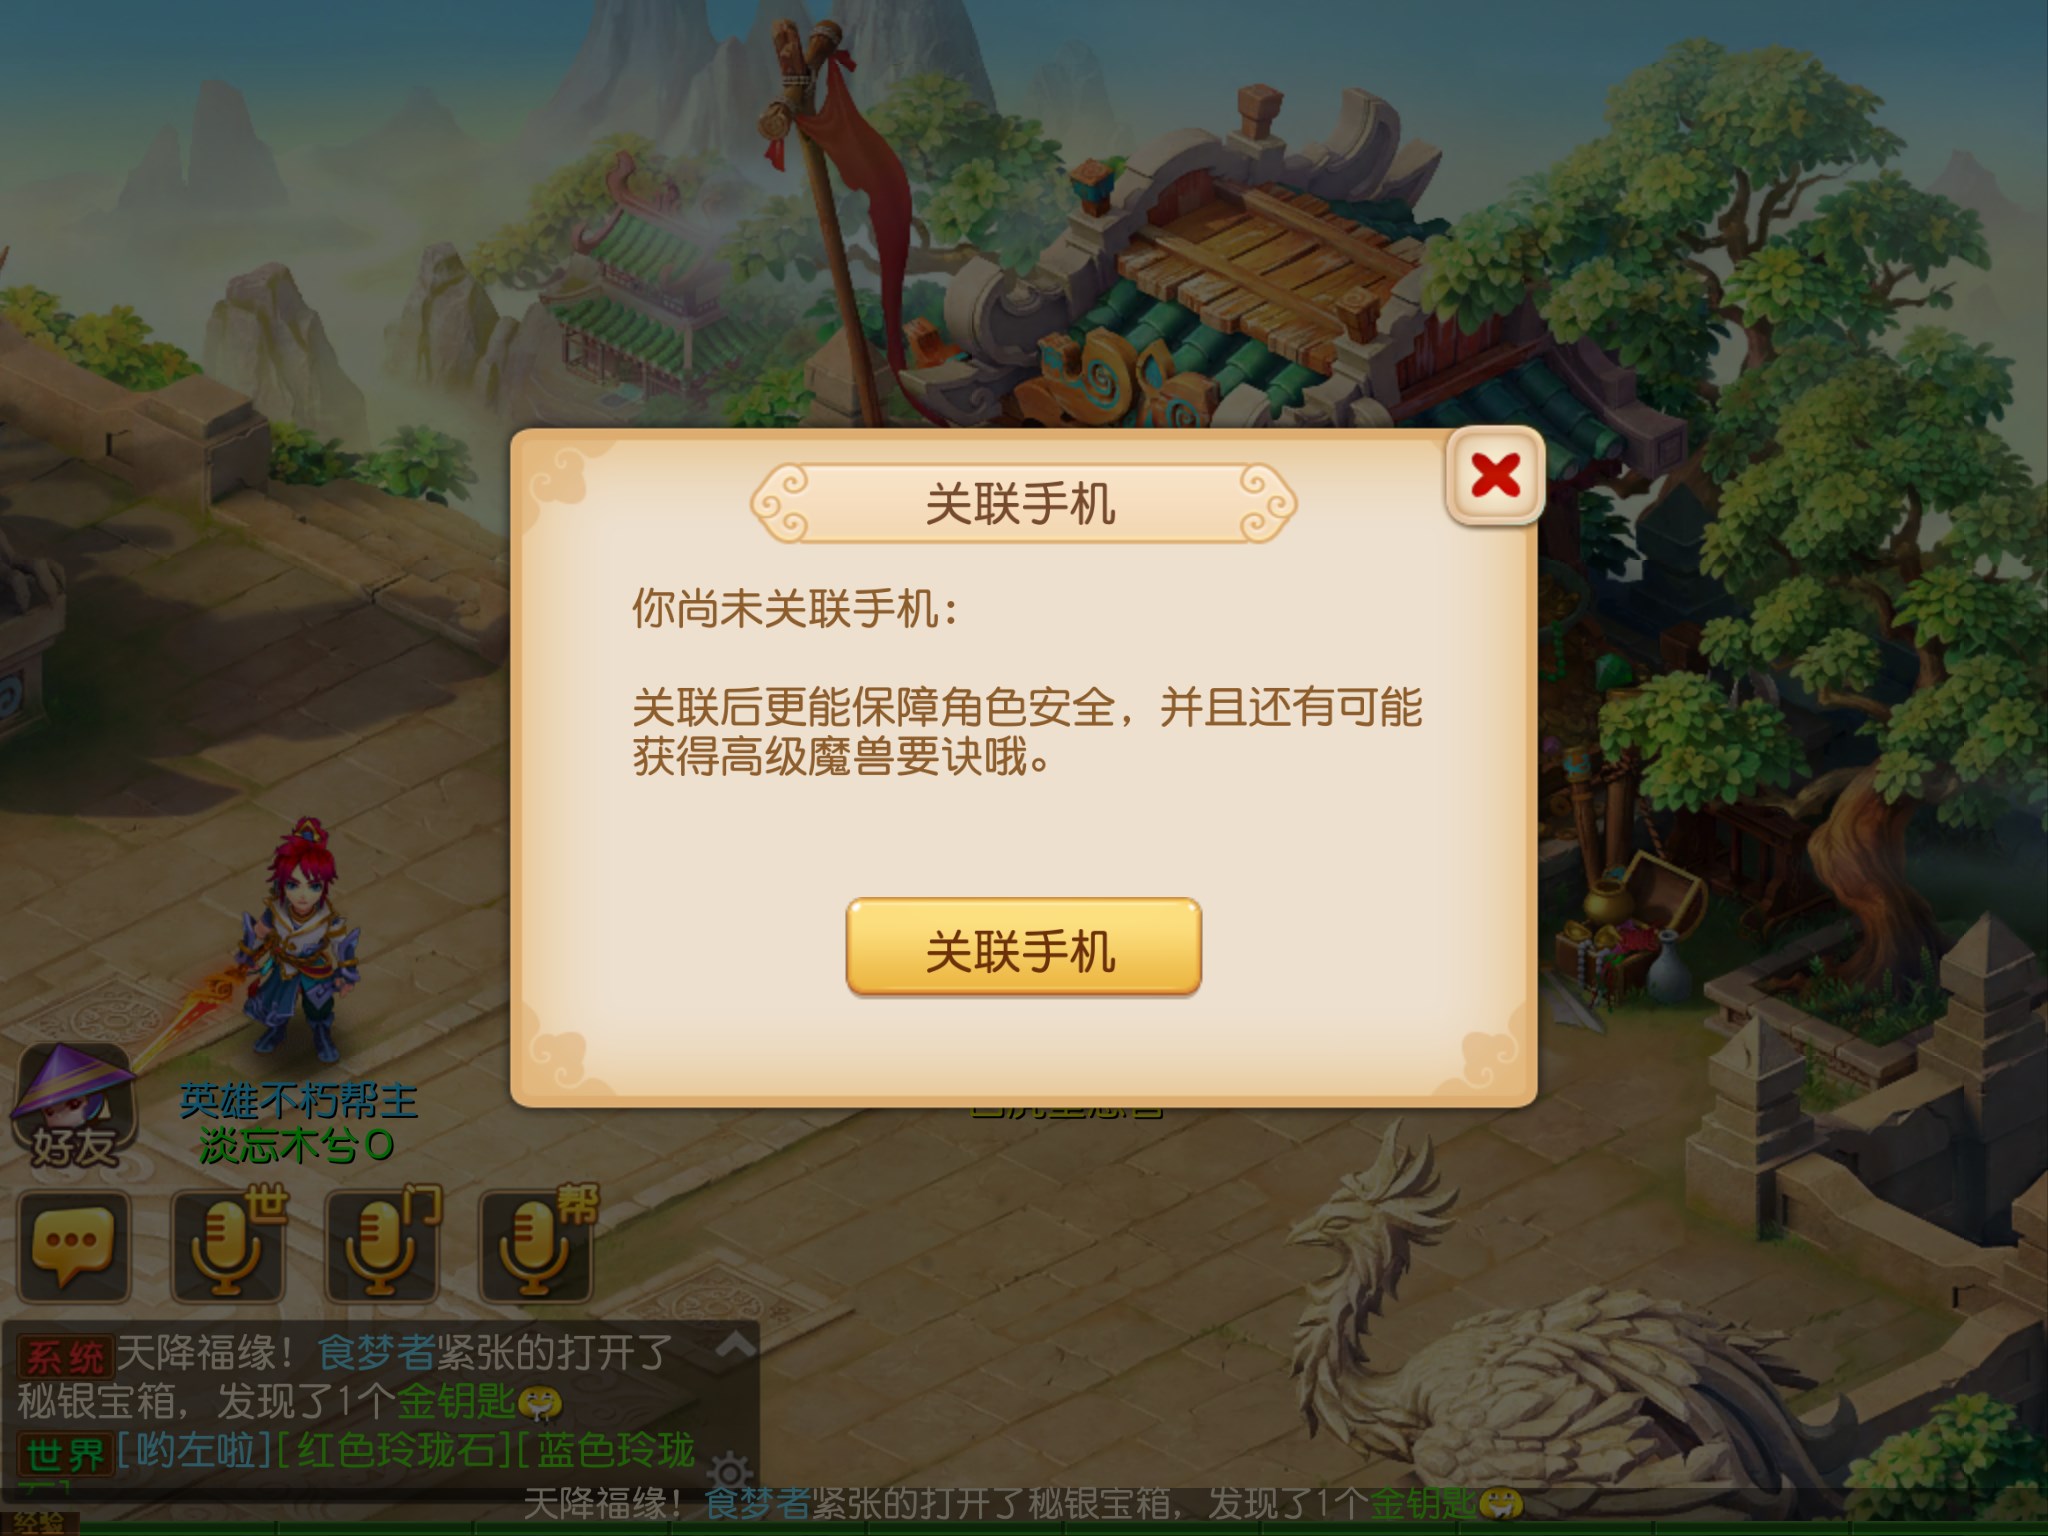 关联手机
你尚未关联手机：
关联后更能保障角色安全，并且还有可能
获得高级魔兽要诀哦。
关联手机
英雄不朽帮主
淡忘木兮O
好友
世
门
帮
系统 天降福缘！食梦者紧张的打开了
秘银宝箱，发现了1个金钥匙
世界 [哟左啦][红色玲珑石][蓝色玲珑
天降福缘！食梦者紧张的打开了秘银宝箱，发现了1个金钥匙
经验